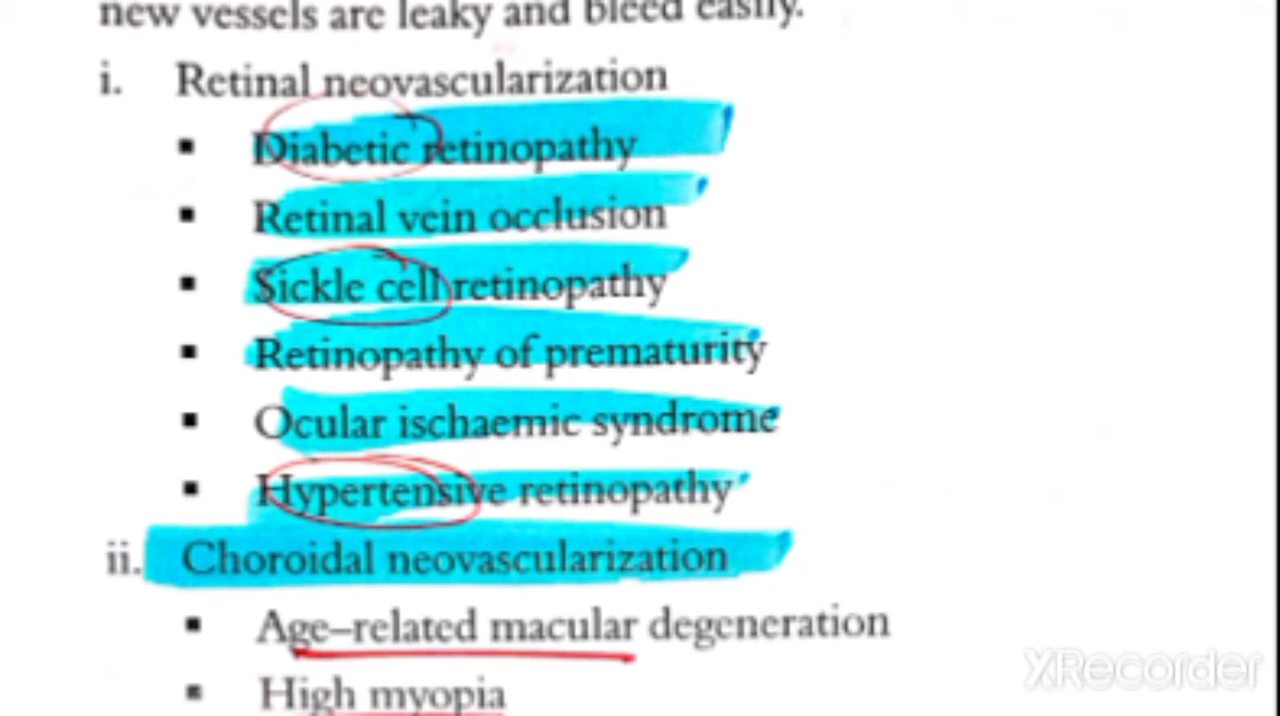 new vessels are leaky and bleed easily.
i. Retinal neovascularization
▪ Diabetic retinopathy
▪ Retinal vein occlusion
▪ Sickle cell retinopathy
▪ Retinopathy of prematurity
▪ Ocular ischaemic syndrome
▪ Hypertensive retinopathy
ii. Choroidal neovascularization
▪ Age–related macular degeneration
▪ High myopia
XRecorder